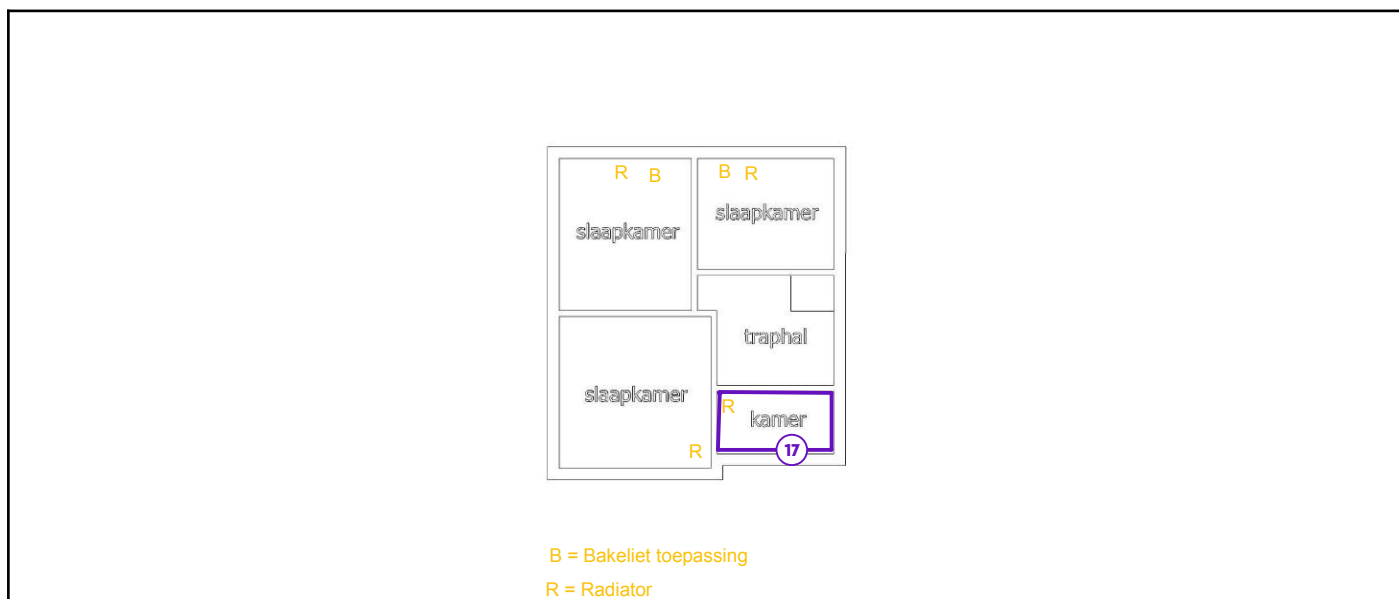 R B
B R
slaapkamer
slaapkamer
traphal
slaapkamer
R
kamer
R
17
B = Bakeliet toepassing
R = Radiator